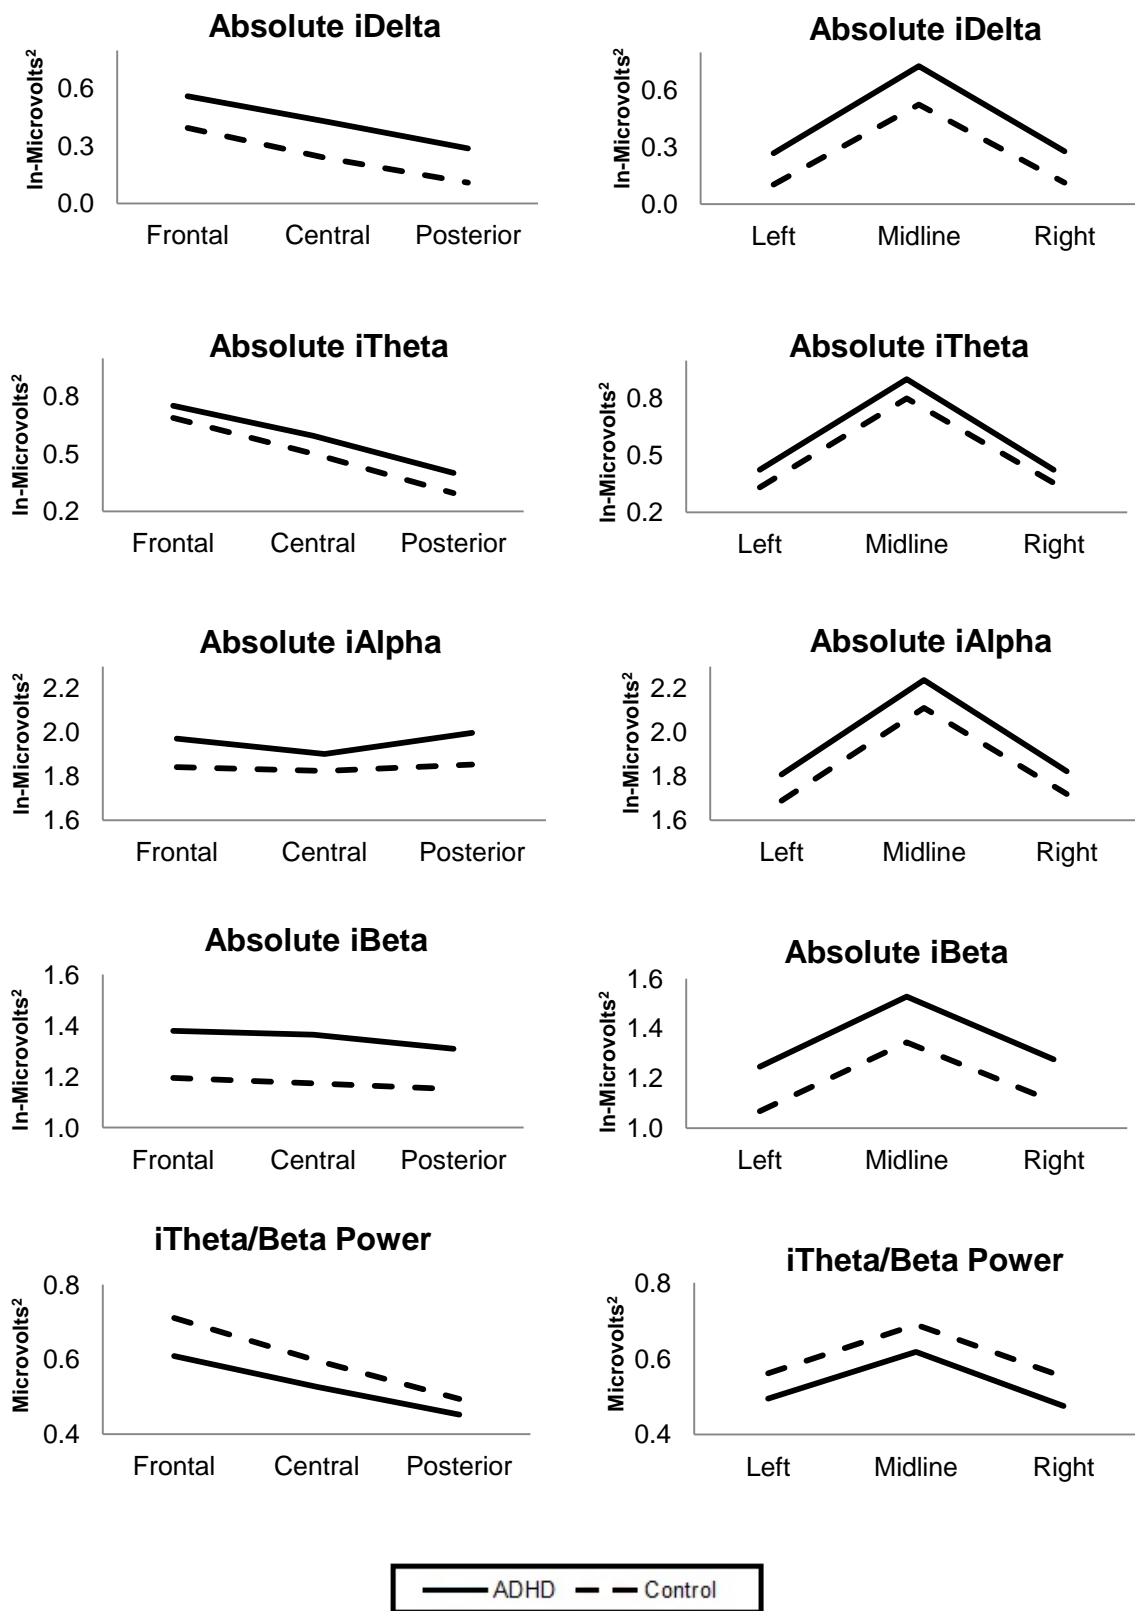 Absolute iDelta
In-Microvolts²
0.6
0.3
0.0
Frontal Central Posterior
Absolute iDelta
In-Microvolts²
0.6
0.3
0.0
Left Midline Right
Absolute iTheta
In-Microvolts²
0.8
0.5
0.2
Frontal Central Posterior
Absolute iTheta
In-Microvolts²
0.8
0.5
0.2
Left Midline Right
Absolute iAlpha
In-Microvolts²
2.2
2.0
1.8
1.6
Frontal Central Posterior
Absolute iAlpha
In-Microvolts²
2.2
2.0
1.8
1.6
Left Midline Right
Absolute iBeta
In-Microvolts²
1.6
1.4
1.2
1.0
Frontal Central Posterior
Absolute iBeta
In-Microvolts²
1.6
1.4
1.2
1.0
Left Midline Right
iTheta/Beta Power
Microvolts²
0.8
0.6
0.4
Frontal Central Posterior
iTheta/Beta Power
Microvolts²
0.8
0.6
0.4
Left Midline Right
ADHD Control